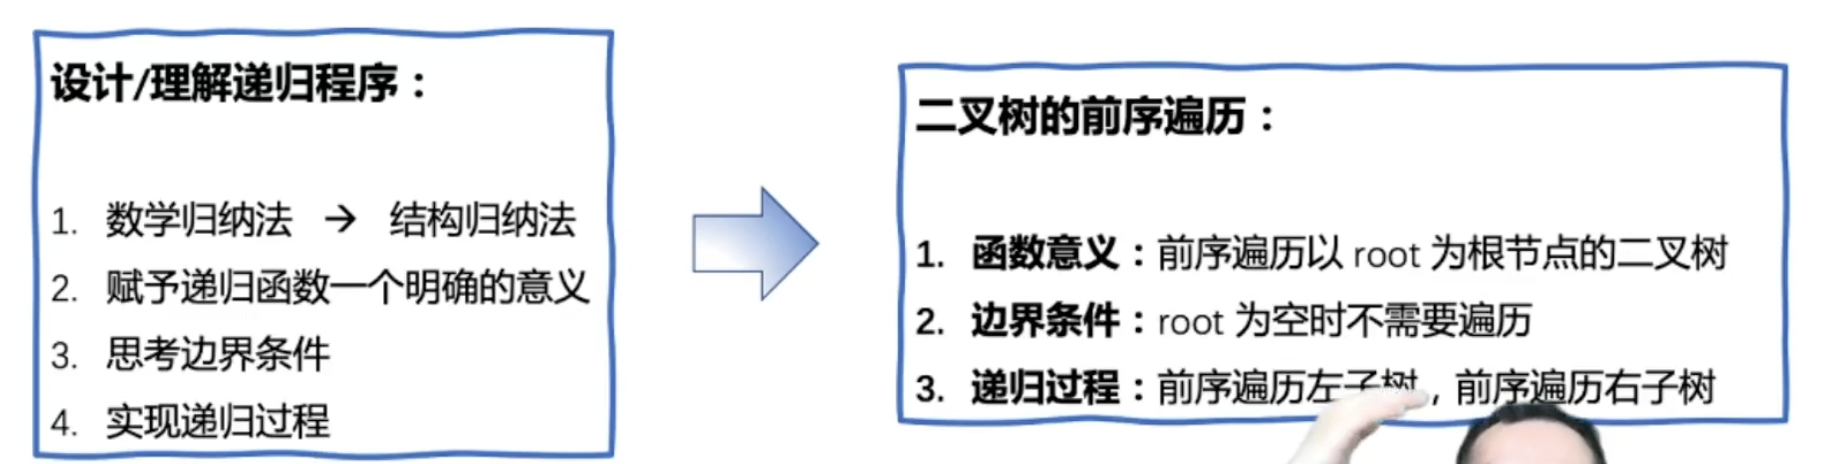 设计/理解递归程序：
1. 数学归纳法 → 结构归纳法
2. 赋予递归函数一个明确的意义
3. 思考边界条件
4. 实现递归过程
二叉树的前序遍历：
1. 函数意义：前序遍历以 root 为根节点的二叉树
2. 边界条件：root 为空时不需要遍历
3. 递归过程：前序遍历左子树，前序遍历右子树